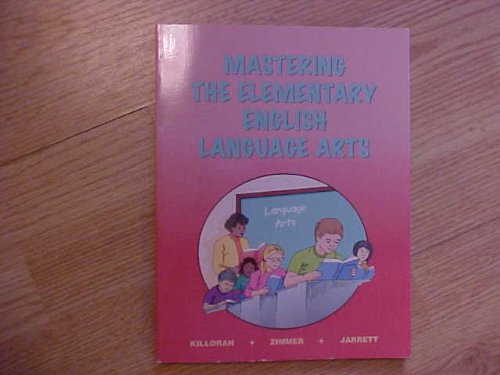 MASTERING
THE ELEMENTARY
ENGLISH
LANGUAGE ARTS
Language
Arts
KILLORAN + ZIMMER + JARRETT